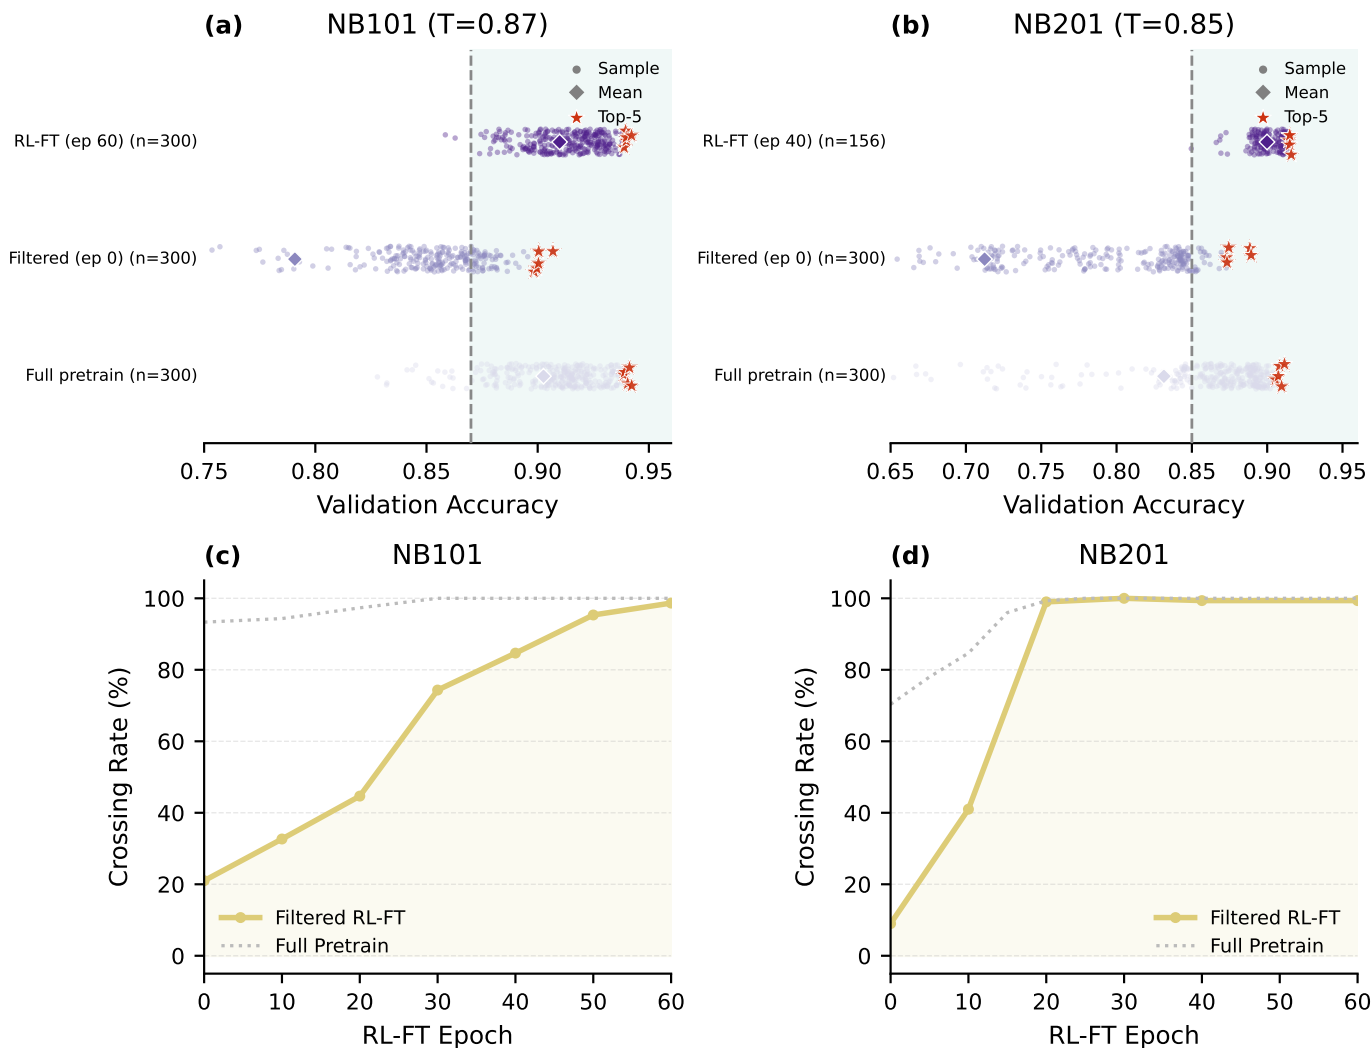 (a) NB101 (T=0.87)
Sample
Mean
Top-5
RL-FT (ep 60) (n=300)
Filtered (ep 0) (n=300)
Full pretrain (n=300)
0.75 0.80 0.85 0.90 0.95
Validation Accuracy
(b) NB201 (T=0.85)
Sample
Mean
Top-5
RL-FT (ep 40) (n=156)
Filtered (ep 0) (n=300)
Full pretrain (n=300)
0.65 0.70 0.75 0.80 0.85 0.90 0.95
Validation Accuracy
(c) NB101
Crossing Rate (%)
100
80
60
40
20
0
Filtered RL-FT
Full Pretrain
0 10 20 30 40 50 60
RL-FT Epoch
(d) NB201
Crossing Rate (%)
100
80
60
40
20
0
Filtered RL-FT
Full Pretrain
0 10 20 30 40 50 60
RL-FT Epoch